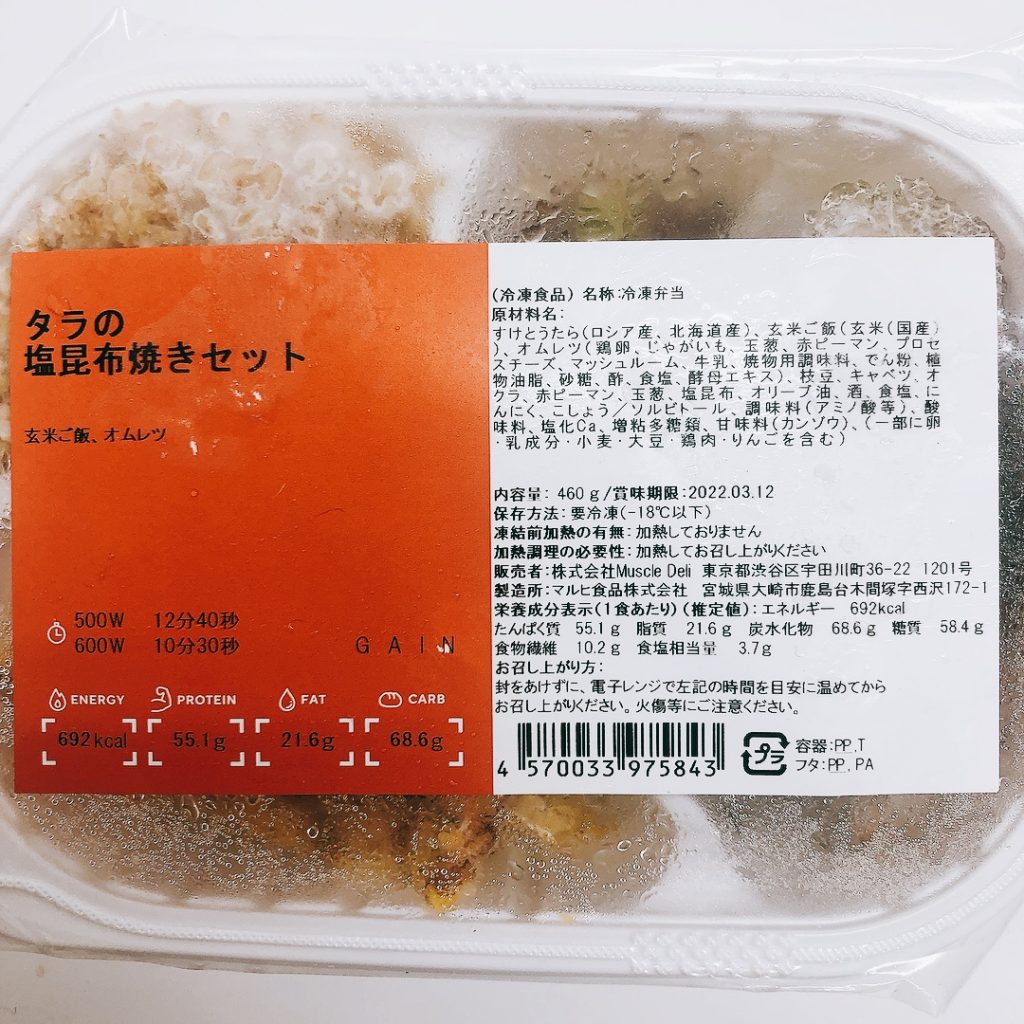 タラの
塩昆布焼きセット
玄米ご飯、オムレツ
500W 12分40秒
600W 10分30秒
GAIN
ENERGY PROTEIN FAT CARB
692kcal 55.1g 21.6g 68.6g
(冷凍食品) 名称:冷凍弁当
原材料名:
すけとうたら(ロシア産、北海道産)、玄米ご飯(玄米(国産)
)、オムレツ(鶏卵、じゃがいも、玉葱、赤ピーマン、プロセ
スチーズ、マッシュルーム、牛乳、焼物用調味料、でん粉、植
物油脂、砂糖、酢、食塩、酵母エキス)、枝豆、キャベツ、オ
クラ、赤ピーマン、玉葱、塩昆布、オリーブ油、酒、食塩、に
んにく、こしょう／ソルビトール、調味料(アミノ酸等)、酸
味料、塩化Ca、増粘多糖類、甘味料(カンゾウ)、(一部に卵
・乳成分・小麦・大豆・鶏肉・りんごを含む)
内容量: 460g/賞味期限:2022.03.12
保存方法:要冷凍(-18℃以下)
凍結前加熱の有無:加熱しておりません
加熱調理の必要性:加熱してお召し上がりください
販売者:株式会社Muscle Deli 東京都渋谷区宇田川町36-22 1201号
製造所:マルヒ食品株式会社 宮城県大崎市鹿島台木間塚字西沢172-1
栄養成分表示(1食あたり)(推定値):エネルギー 692kcal
たんぱく質 55.1g 脂質 21.6g 炭水化物 68.6g 糖質 58.4g
食物繊維 10.2g 食塩相当量 3.7g
お召し上がり方:
封をあけずに、電子レンジで左記の時間を目安に温めてから
お召し上がりください。火傷等にご注意ください。
4 570033 975843
プラ
容器:PP,T
フタ:PP,PA